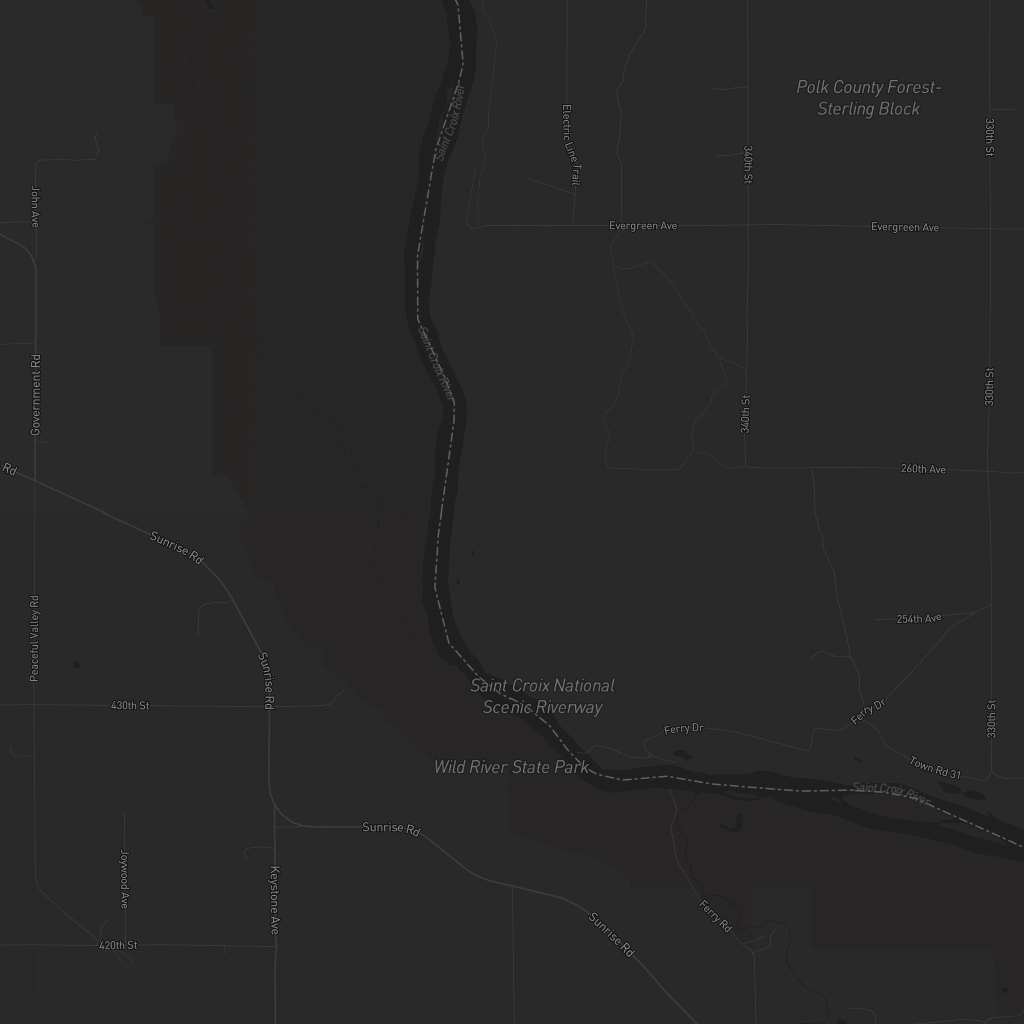 Polk County Forest-
Sterling Block
Saint Croix River
Electric Line Trail
340th St
330th St
John Ave
Evergreen Ave
Evergreen Ave
Saint Croix River
Government Rd
340th St
330th St
Rd
260th Ave
Sunrise Rd
Peaceful Valley Rd
254th Ave
Sunrise Rd
Saint Croix National
Scenic Riverway
430th St
Ferry Dr
Ferry Dr
330th St
Wild River State Park
Town Rd 31
Saint Croix River
Sunrise Rd
Joywood Ave
Keystone Ave
Ferry Rd
420th St
Sunrise Rd